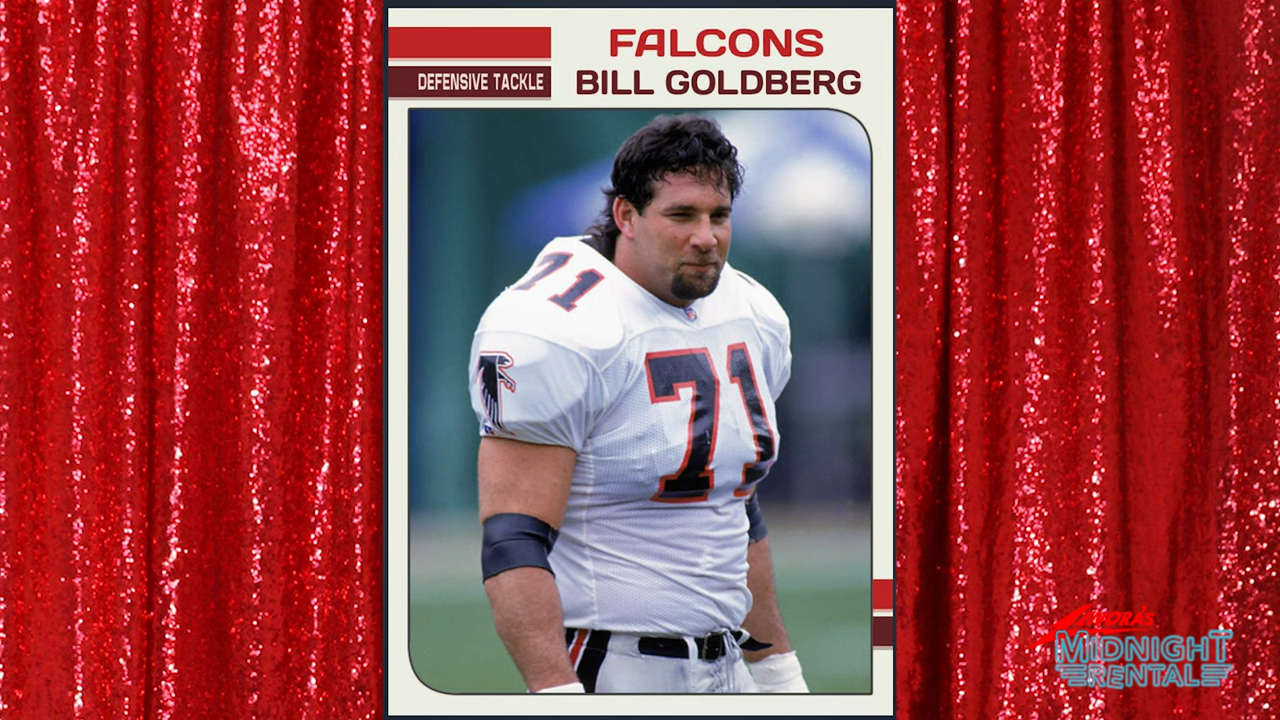 FALCONS
DEFENSIVE TACKLE
BILL GOLDBERG
71
71
MIDNIGHT
RENTAL